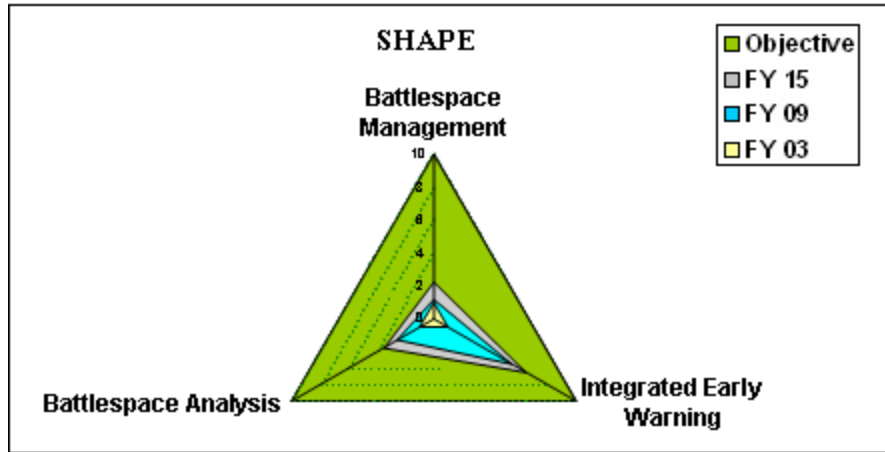 SHAPE
Objective
FY 15
FY 09
FY 03
Battlespace
Management
10
8
6
4
2
0
Battlespace Analysis
Integrated Early
Warning